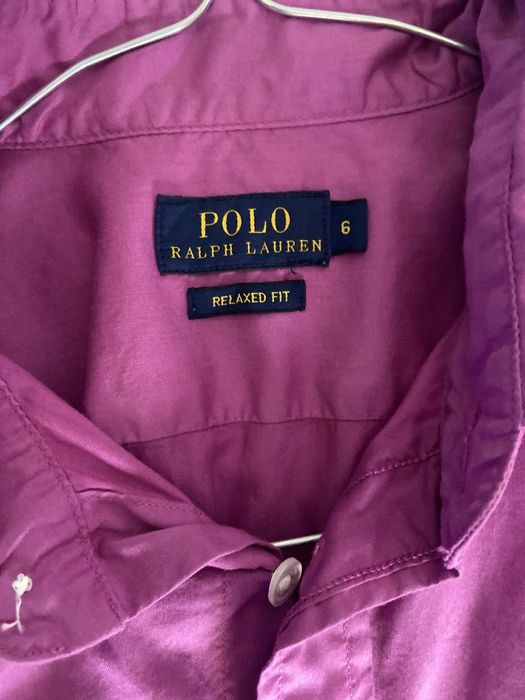 POLO
RALPH LAUREN
6
RELAXED FIT